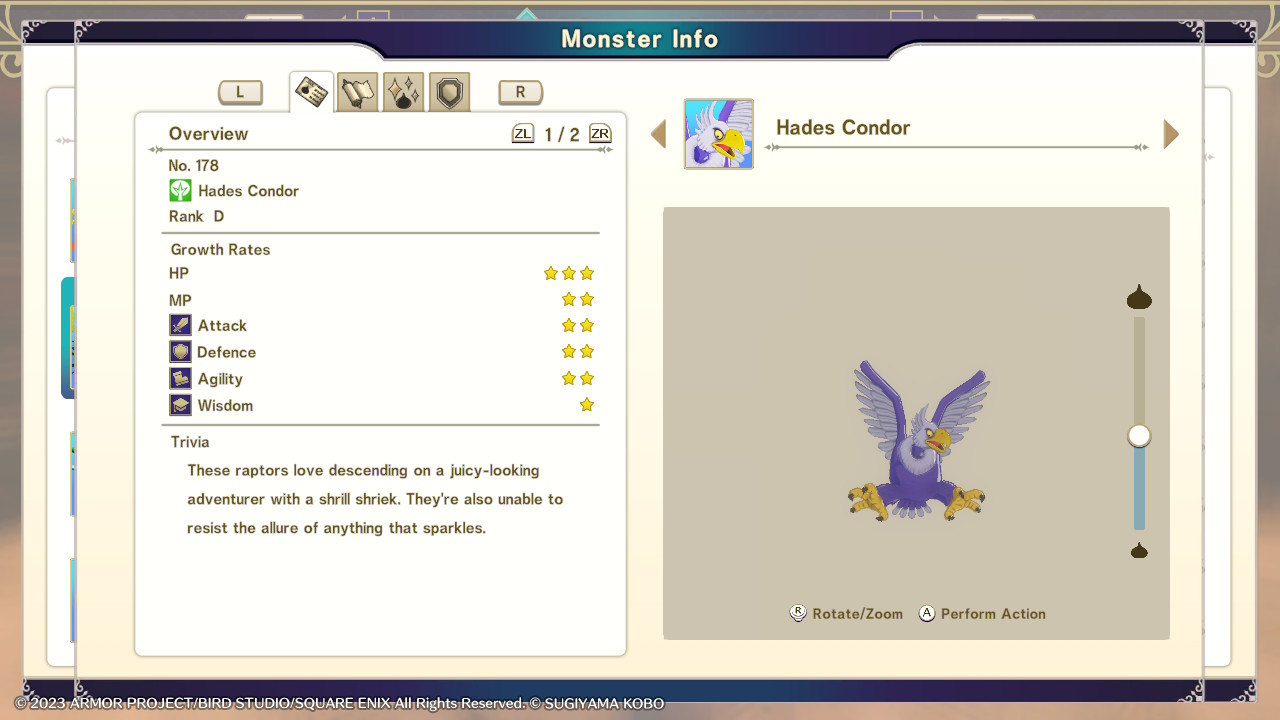 Monster Info
L
R
Overview
ZL 1 / 2 ZR
No. 178
Hades Condor
Rank D
Growth Rates
HP
MP
Attack
Defence
Agility
Wisdom
Trivia
These raptors love descending on a juicy-looking
adventurer with a shrill shriek. They're also unable to
resist the allure of anything that sparkles.
Hades Condor
R Rotate/Zoom A Perform Action
© 2023 ARMOR PROJECT/BIRD STUDIO/SQUARE ENIX All Rights Reserved. © SUGIYAMA KOBO